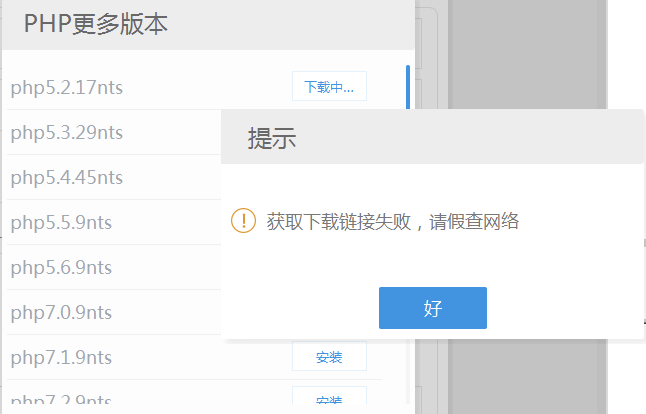 PHP更多版本
php5.2.17nts
下载中...
php5.3.29nts
php5.4.45nts
php5.5.9nts
php5.6.9nts
php7.0.9nts
php7.1.9nts
安装
php7.2.9nts
安装
提示
获取下载链接失败，请假查网络
好